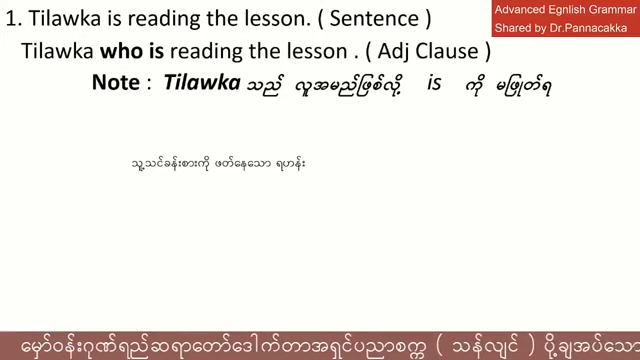 Advanced Egnlish Grammar
Shared by Dr.Pannacakka
1. Tilawka is reading the lesson. ( Sentence )
Tilawka who is reading the lesson . ( Adj Clause )
Note : Tilawka သည် လူအမည်ဖြစ်လို့ is ကို မဖြုတ်ရ
သူ့သင်ခန်းစားကို ဖတ်နေသော ရဟန်း
မှော်ဝန်းဂုဏ်ရည်ဆရာတော်ဒေါက်တာအရှင်ပညာစက္က ( သန်လျင် ) ပို့ချအပ်သော